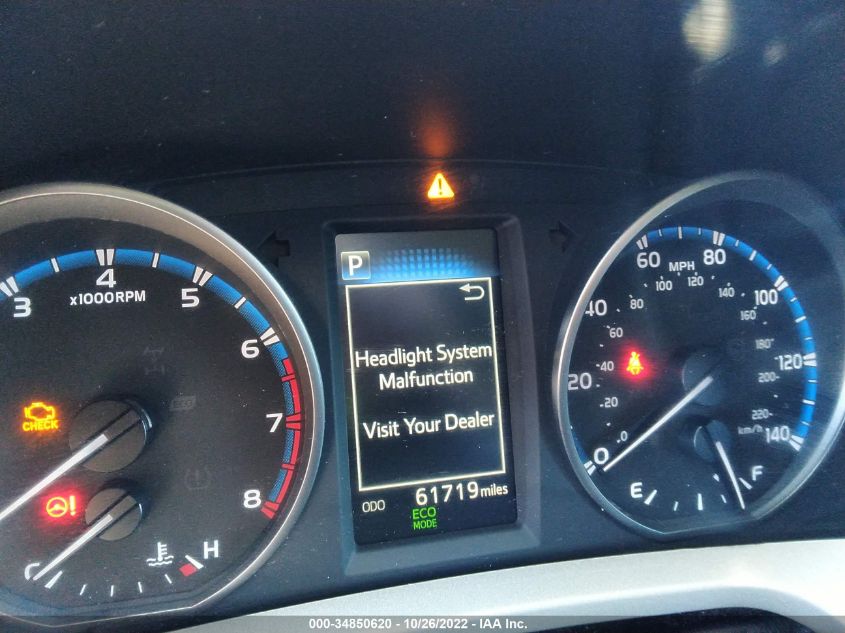 3
4
5
6
7
8
x1000RPM
CHECK
!
C
H
P
Headlight System
Malfunction
Visit Your Dealer
ODO 61719 miles
ECO
MODE
0
20
40
60
80
100
120
140
MPH
0
20
40
60
80
100
120
140
160
180
200
220
km/h
E
F
000-34850620 - 10/26/2022 - IAA Inc.